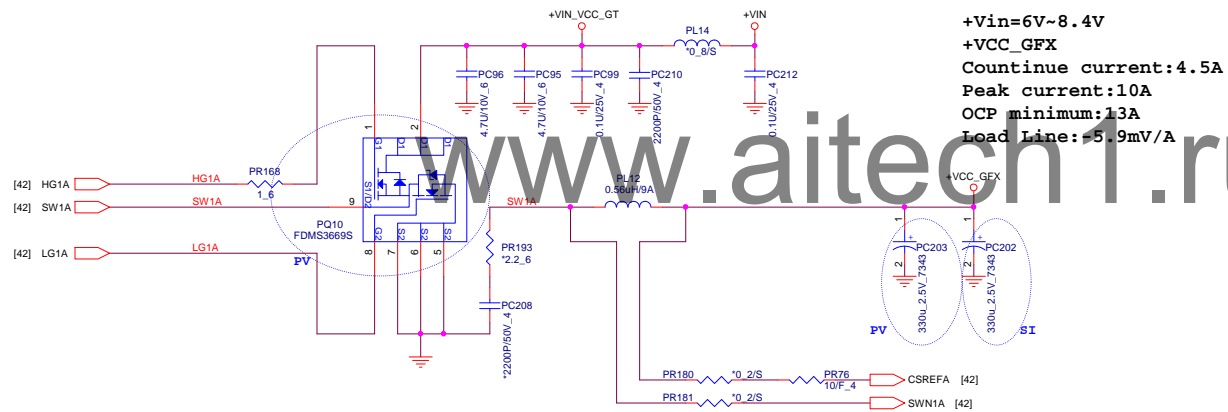 +VIN_VCC_GT
+VIN
+Vin=6V~8.4V
+VCC_GFX
Countinue current:4.5A
Peak current:10A
OCP minimum:13A
Load Line:-5.9mV/A
PL14
*0_8/S
PC96
4.7U/10V_6
PC95
4.7U/10V_6
PC99
0.1U/25V_4
PC210
2200P/50V_4
PC212
0.1U/25V_4
www.aitech1.ru
1
2
G1
D1
D1
D1
S1/D2
G2
S2
S2
S2
9
8
7
6
5
PR168
1_6
[42] HG1A
HG1A
[42] SW1A
SW1A
[42] LG1A
LG1A
PQ10
FDMS3669S
PV
SW1A
PL12
0.56uH/9A
+VCC_GFX
PR193
*2.2_6
PC208
*2200P/50V_4
1
+
2
PC203
330u_2.5V_7343
PV
1
+
2
PC202
330u_2.5V_7343
SI
PR180
*0_2/S
PR76
10/F_4
CSREFA [42]
PR181
*0_2/S
SWN1A [42]